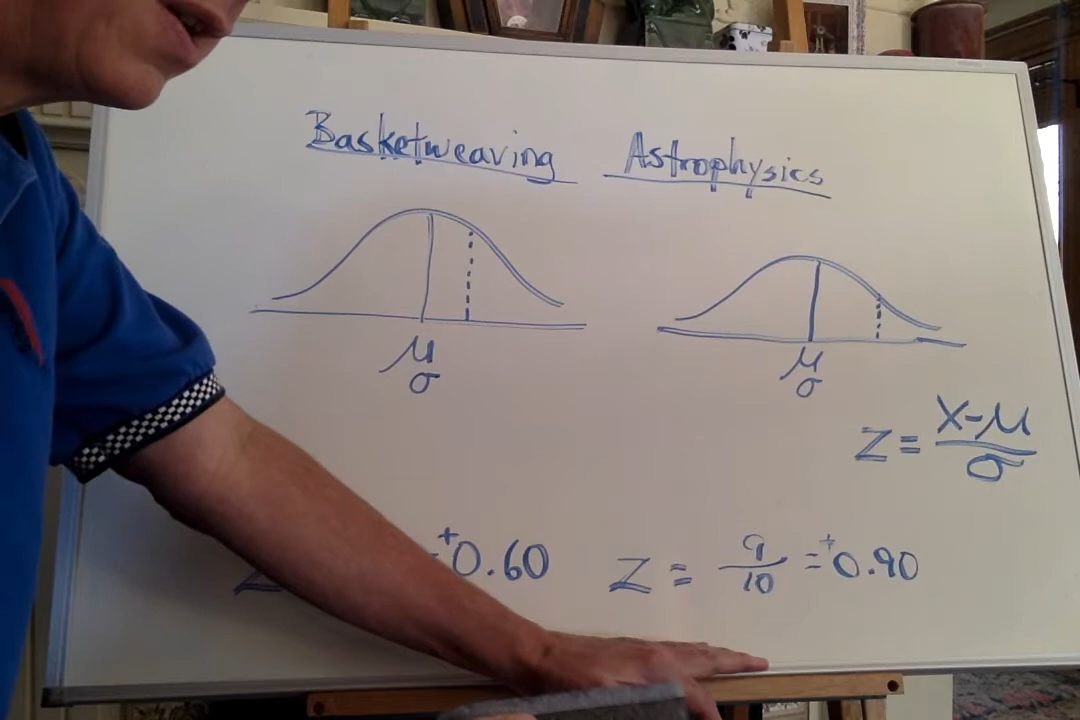 Basketweaving Astrophysics
μ
σ
μ
σ
Z = X-μ / σ
Z = +0.60
Z = 9/10 = +0.90